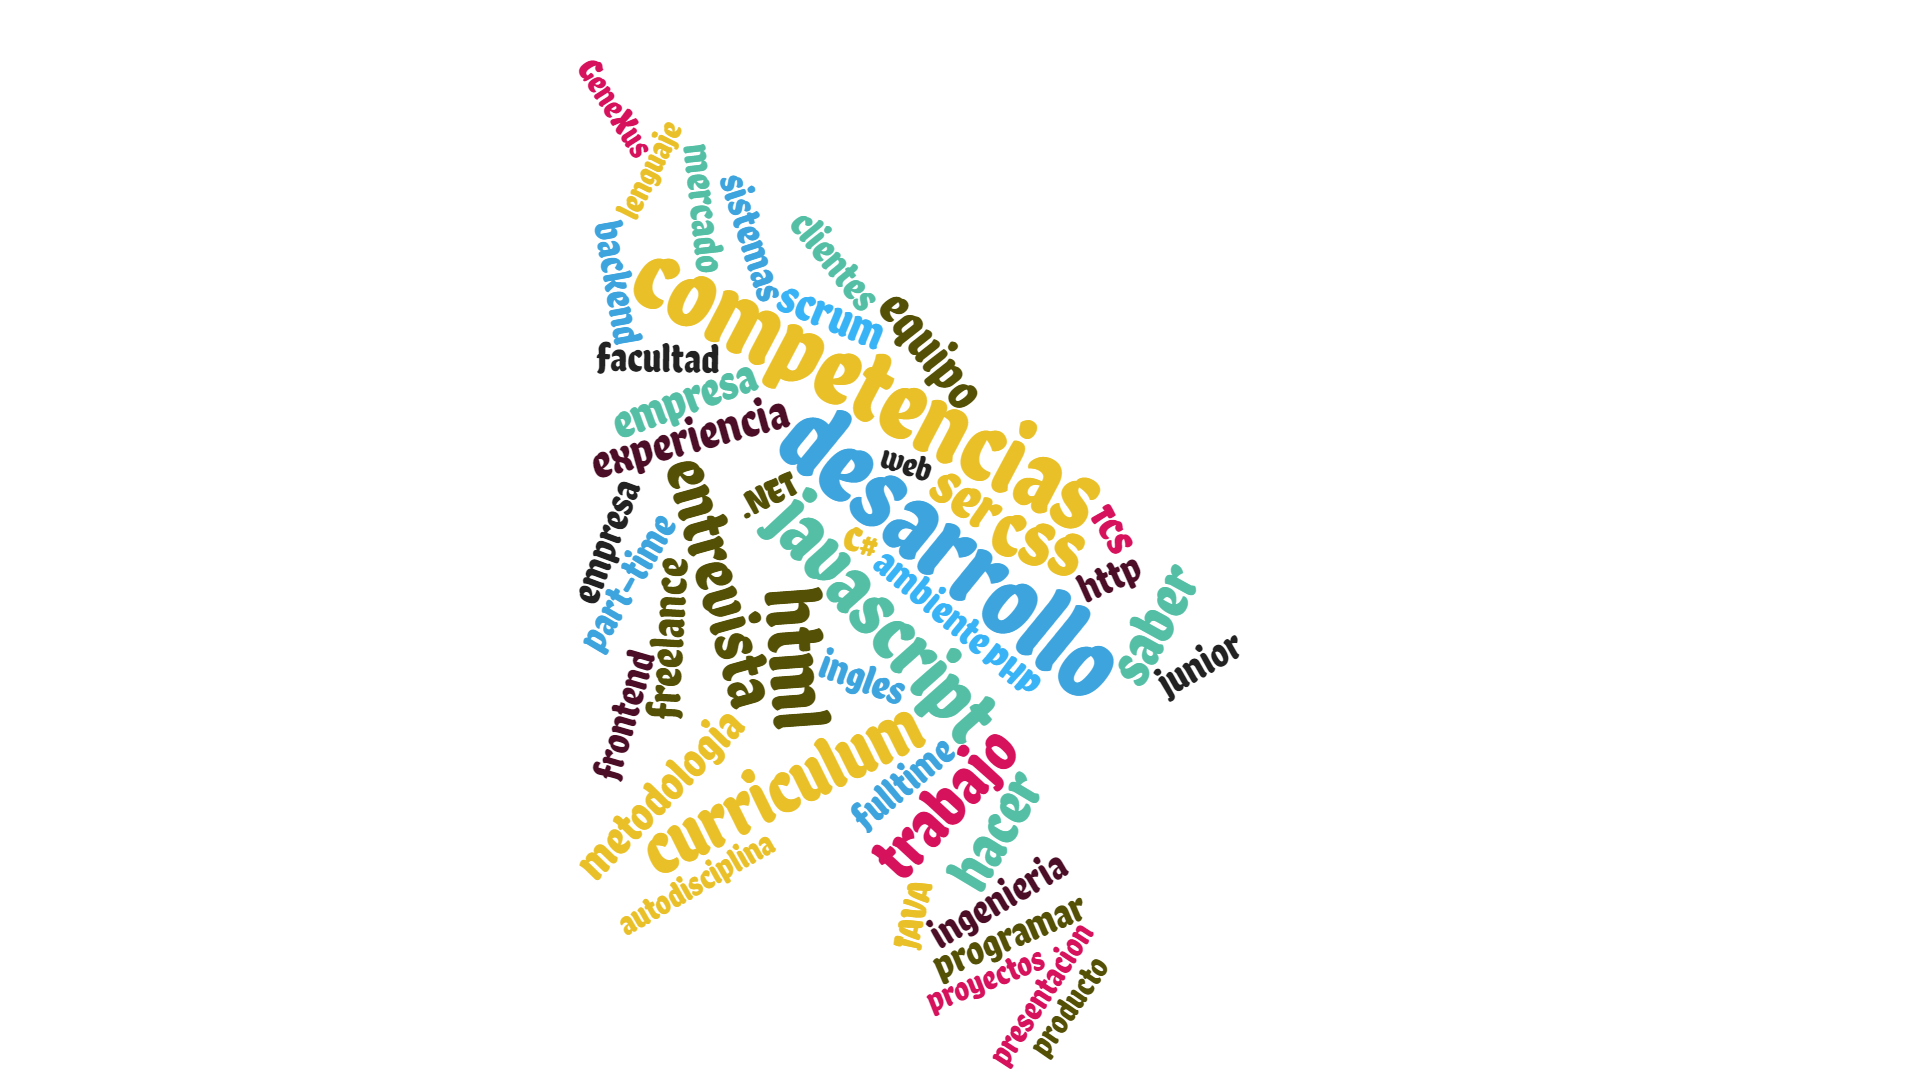 GeneXus
lenguaje
mercado
sistemas
clientes
backend
competencias
scrum
equipo
facultad
empresa
experiencia
desarrollo
web
ser
css
TCS
.NET
entrevista
javascript
C#
empresa
part-time
ambiente
http
freelance
html
PHP
saber
junior
frontend
ingles
metodologia
curriculum
fulltime
trabajo
hacer
autodisciplina
JAVA
ingenieria
programar
proyectos
presentacion
producto